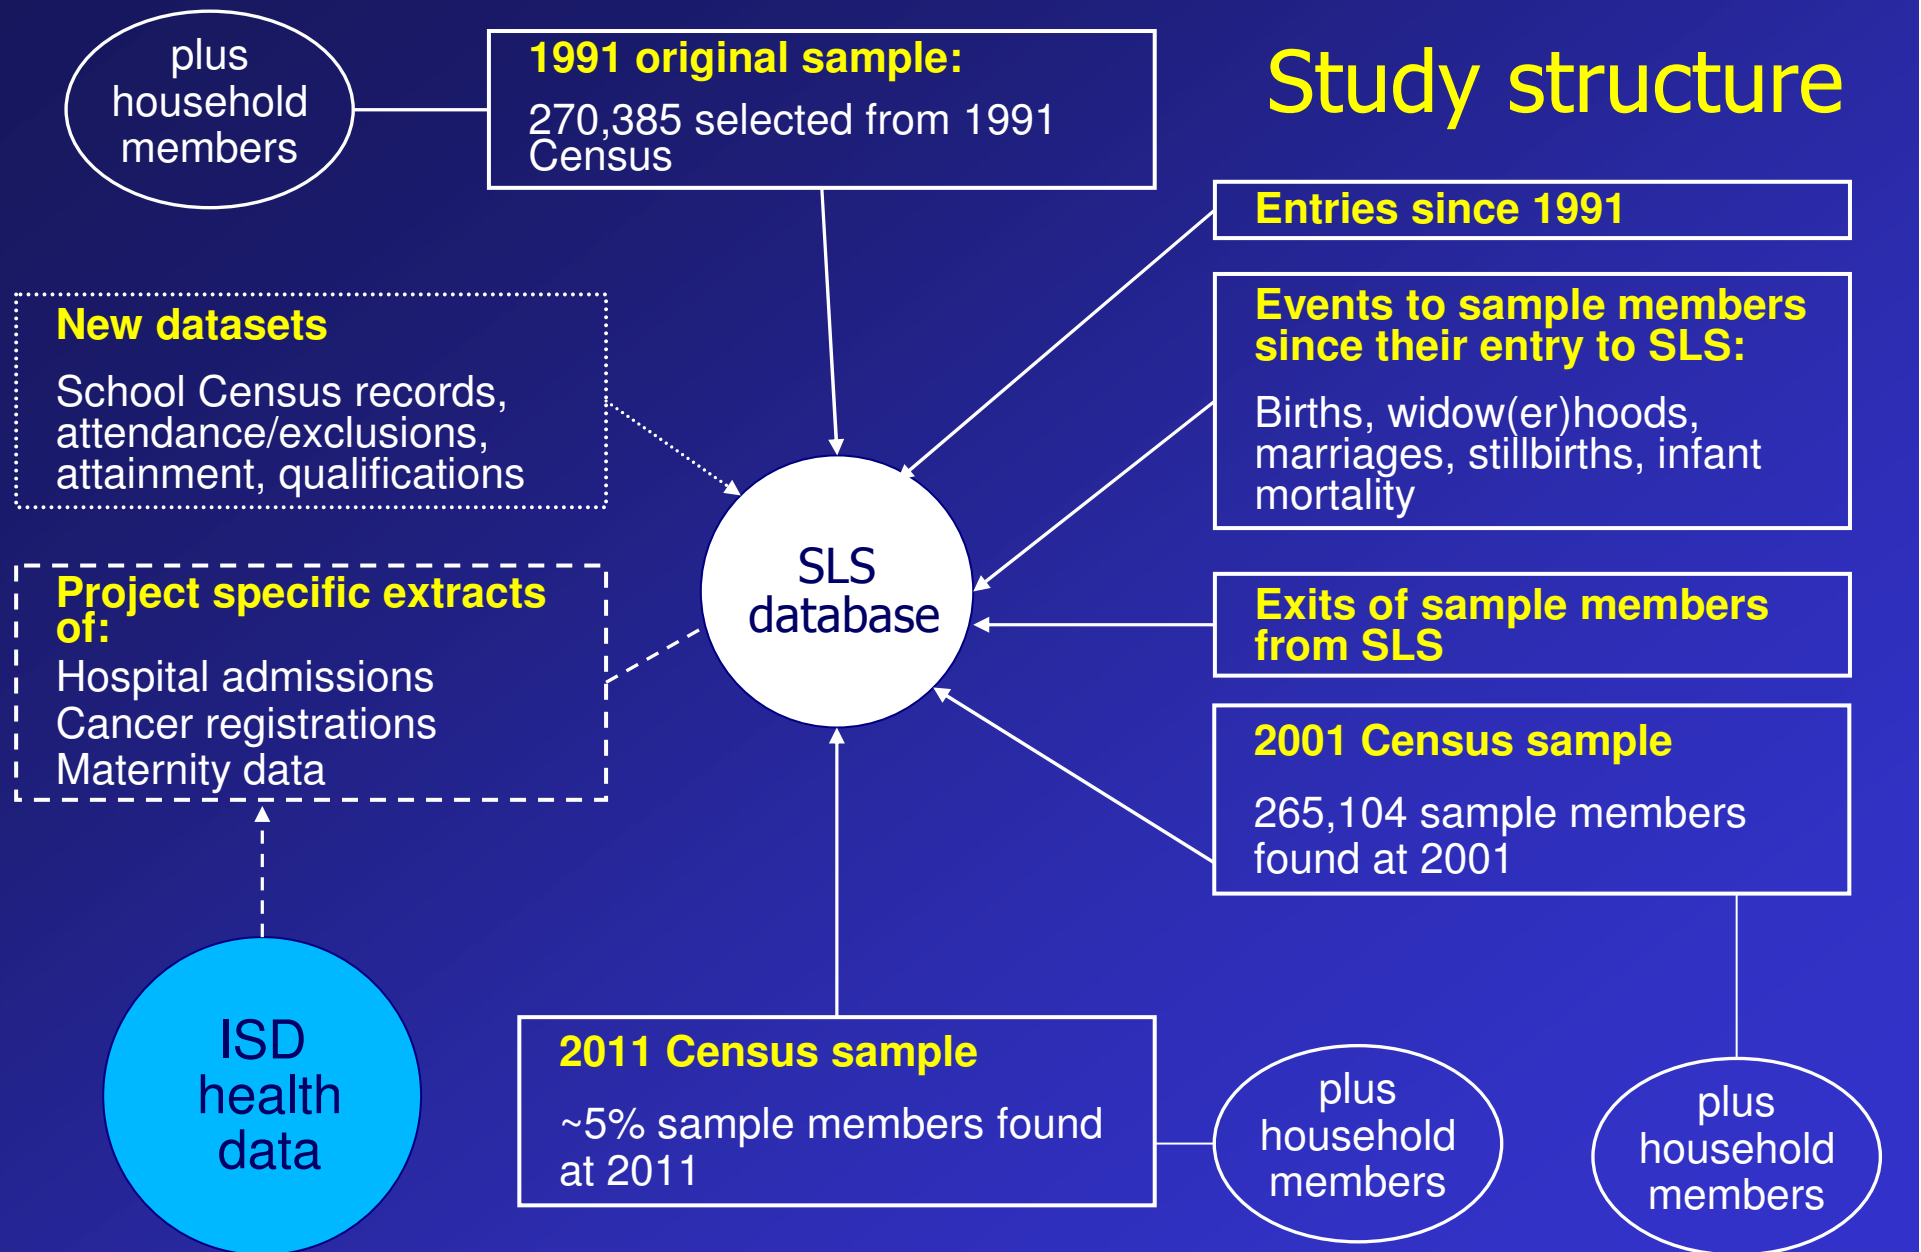 plus
household
members
1991 original sample:
270,385 selected from 1991
Census
Study structure
Entries since 1991
Events to sample members
since their entry to SLS:
Births, widow(er)hoods,
marriages, stillbirths, infant
mortality
New datasets
School Census records,
attendance/exclusions,
attainment, qualifications
SLS
database
Project specific extracts
of:
Hospital admissions
Cancer registrations
Maternity data
Exits of sample members
from SLS
2001 Census sample
265,104 sample members
found at 2001
ISD
health
data
2011 Census sample
~5% sample members found
at 2011
plus
household
members
plus
household
members